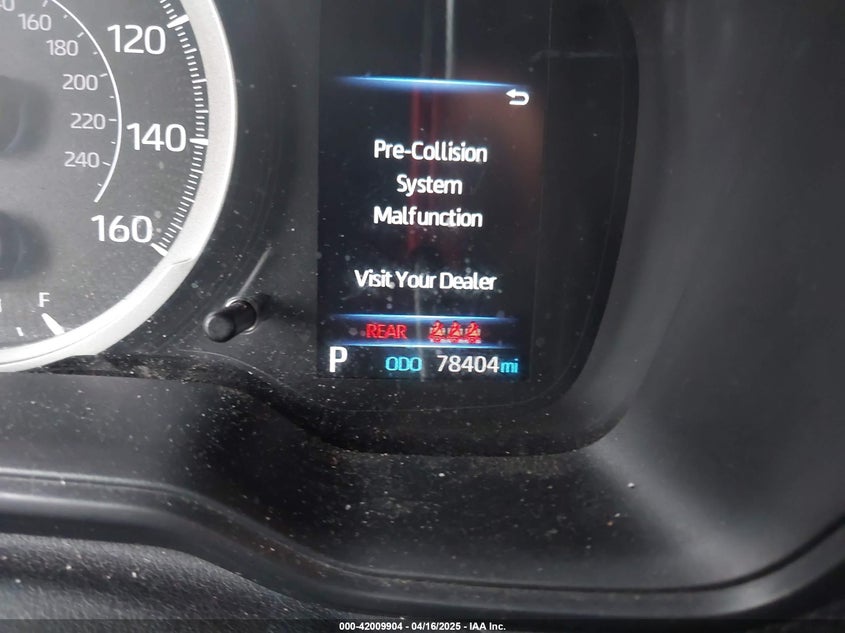 160
180
200
220
240
120
140
160
F
Pre-Collision
System
Malfunction
Visit Your Dealer
REAR
P ODO 78404 mi
000-42009904 - 04/16/2025 - IAA Inc.